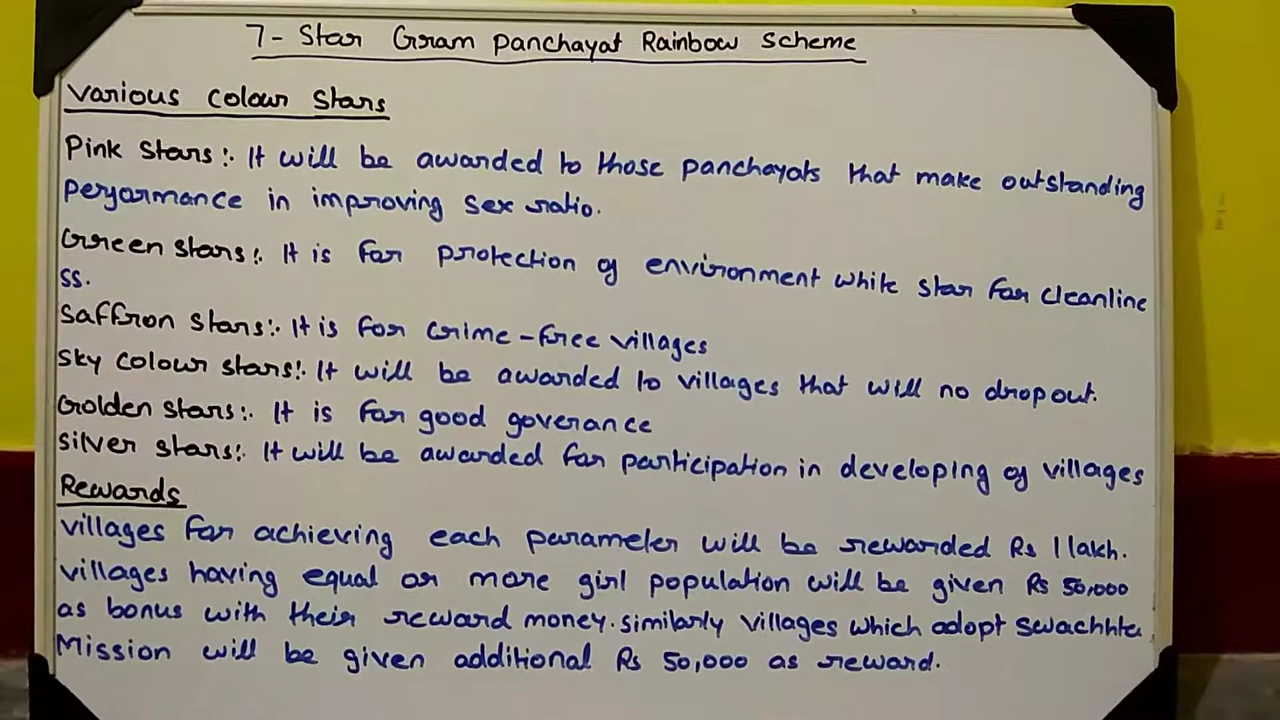 7- Star Gram Panchayat Rainbow Scheme
Various Colour Stars
Pink Stars:. It will be awarded to those panchayats that make outstanding
performance in improving sex ratio.
Green stars:. It is for protection of environment white star for cleanline
ss.
Saffron stars:. It is for crime-free villages
Sky colour stars:. It will be awarded to villages that will no dropout.
Golden stars:. It is for good goverance
Silver stars:. It will be awarded for participation in developing of villages
Rewards
Villages for achieving each parameter will be rewarded Rs 1 lakh.
Villages having equal or more girl population will be given Rs 50,000
as bonus with their reward money. similarly villages which adopt swachhta
Mission will be given additional Rs 50,000 as reward.